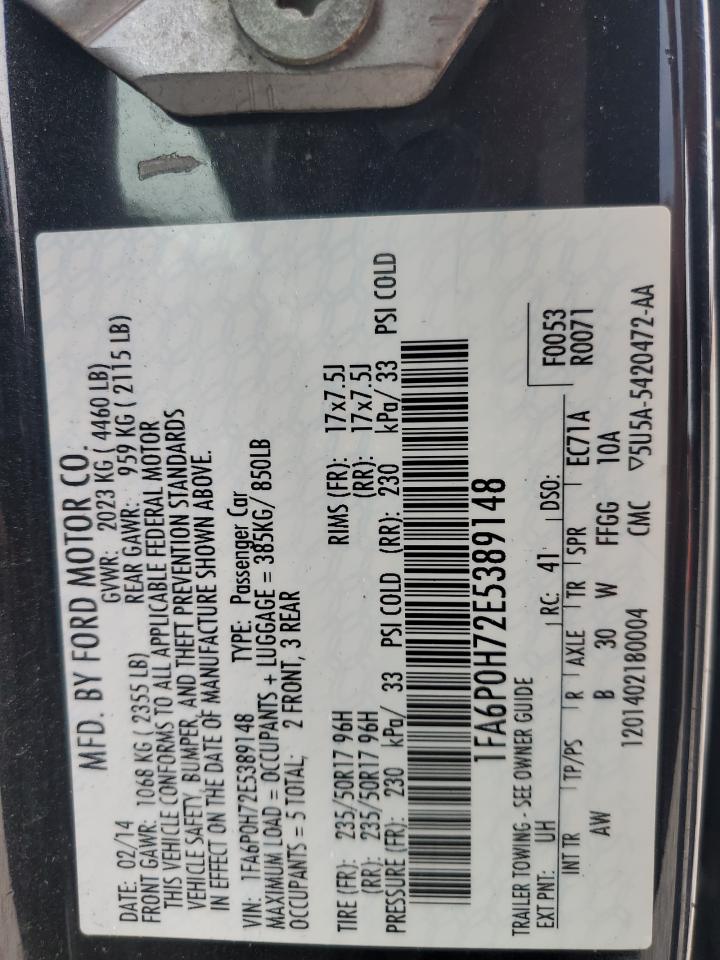 MFD. BY FORD MOTOR CO.
DATE: 02/14 GVWR: 2023 KG ( 4460 LB)
FRONT GAWR: 1068 KG ( 2355 LB) REAR GAWR: 959 KG ( 2115 LB)
THIS VEHICLE CONFORMS TO ALL APPLICABLE FEDERAL MOTOR
VEHICLE SAFETY, BUMPER, AND THEFT PREVENTION STANDARDS
IN EFFECT ON THE DATE OF MANUFACTURE SHOWN ABOVE.
VIN: 1FA6P0H72E5389148 TYPE: Passenger Car
MAXIMUM LOAD = OCCUPANTS + LUGGAGE = 385KG/ 850LB
OCCUPANTS = 5 TOTAL; 2 FRONT, 3 REAR
TIRE (FR): 235/50R17 96H RIMS (FR): 17x7.5J
(RR): 235/50R17 96H (RR): 17x7.5J
PRESSURE (FR): 230 kPa/ 33 PSI COLD (RR): 230 kPa/ 33 PSI COLD
1FA6P0H72E5389148
F0053
TRAILER TOWING - SEE OWNER GUIDE R0071
EXT PNT: UH RC: 41 DSO:
INT TR TP/PS R AXLE TR SPR EC71A
AW B 30 W FFGG 10A
1201402180004 CMC ▽5U5A-5420472-AA